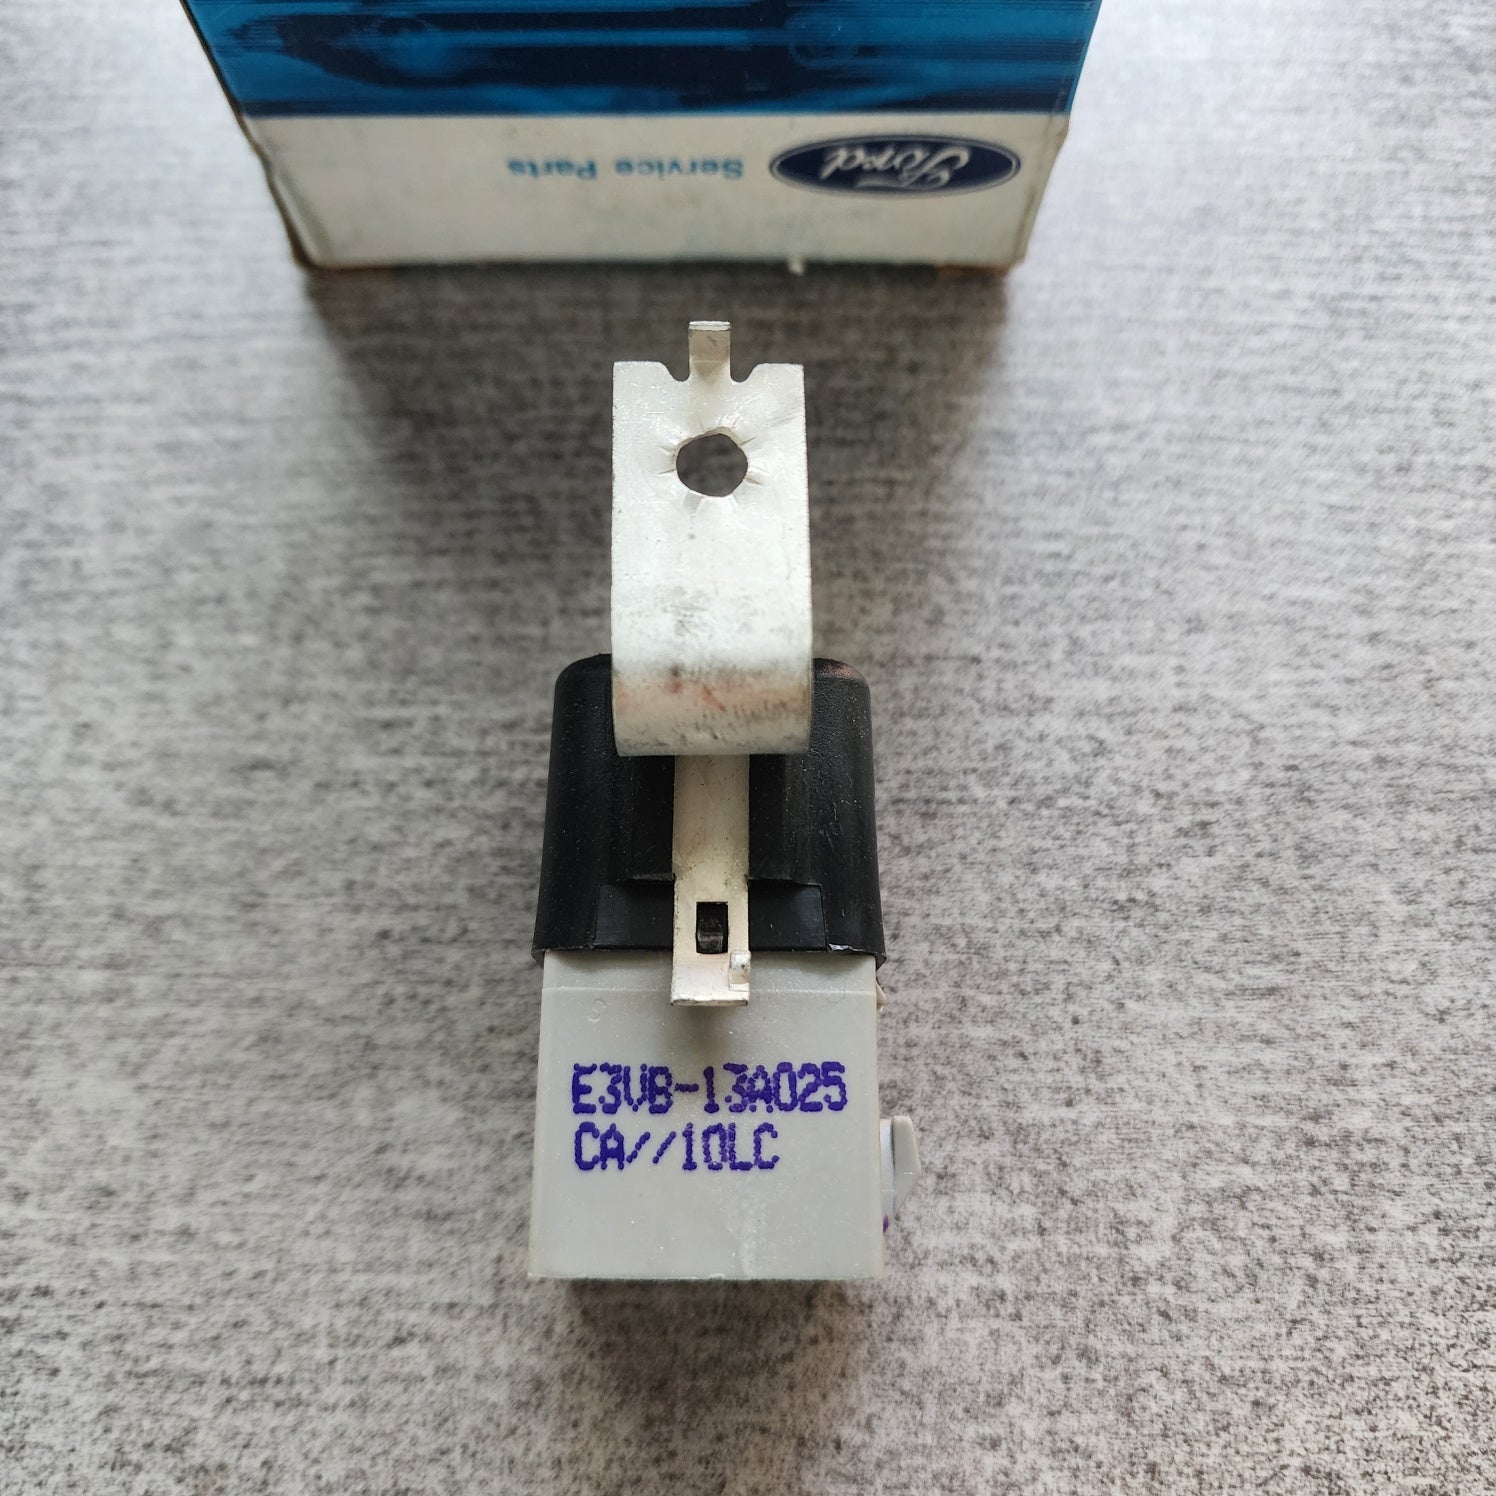 Ford Service Parts
E3VB-13A025
CA//10LC